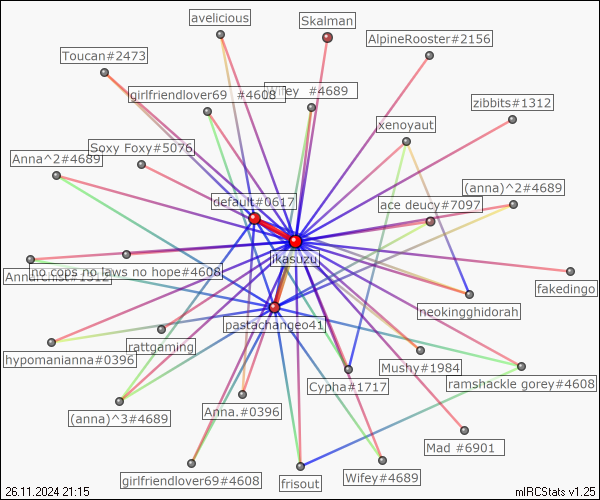 avelicious
Skalman
AlpineRooster#2156
Toucan#2473
girlfriendlover69 #4608
Wifey #4689
zibbits#1312
xenoyaut
Soxy Foxy#5076
Anna^2#4689
(anna)^2#4689
default#0617
ace deucy#7097
ikasuzu
no cops no laws no hope#4608
Annarchist#1312
fakedingo
neokingghidorah
pastachangeo41
rattgaming
hypomanianna#0396
Mushy#1984
Cypha#1717
ramshackle gorey#4608
(anna)^3#4689
Anna.#0396
Mad #6901
girlfriendlover69#4608
frisout
Wifey#4689
26.11.2024 21:15
mIRCStats v1.25